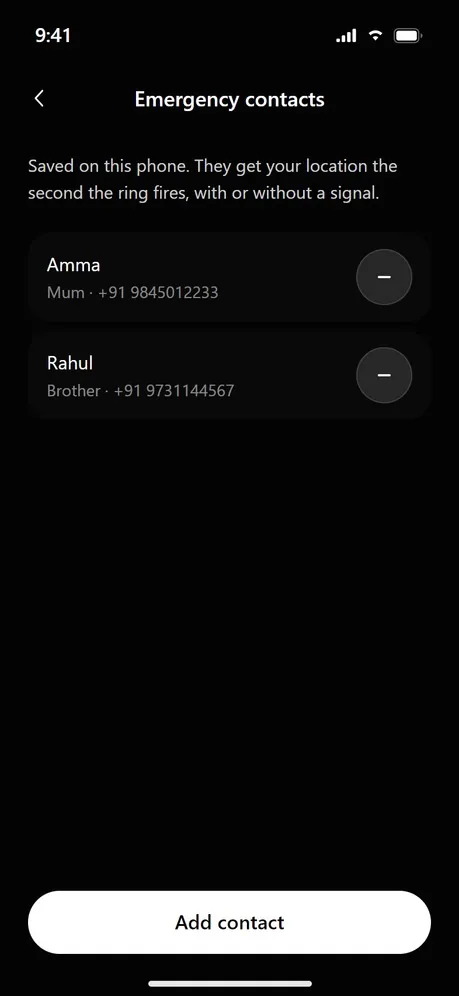 9:41
Emergency contacts
Saved on this phone. They get your location the
second the ring fires, with or without a signal.
Amma
Mum · +91 9845012233
Rahul
Brother · +91 9731144567
Add contact